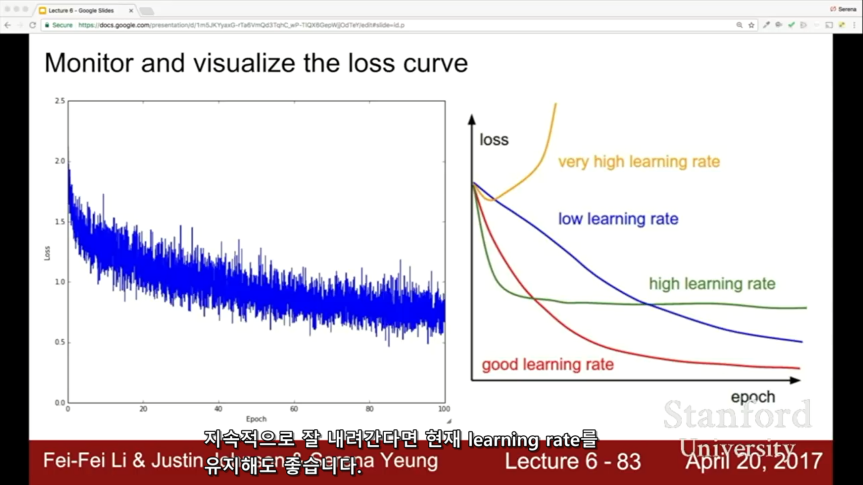 Lecture 6 - Google Slides
Serena
Secure
Monitor and visualize the loss curve
2.5
2.0
1.5
1.0
0.5
0.0
Loss
0
20
40
60
80
100
Epoch
loss
very high learning rate
low learning rate
high learning rate
good learning rate
epoch
Stanford
University
지속적으로 잘 내려간다면 현재 learning rate를
유지해도 좋습니다.
Fei-Fei Li & Justin Johnson & Serena Yeung
Lecture 6 - 83
April 20, 2017